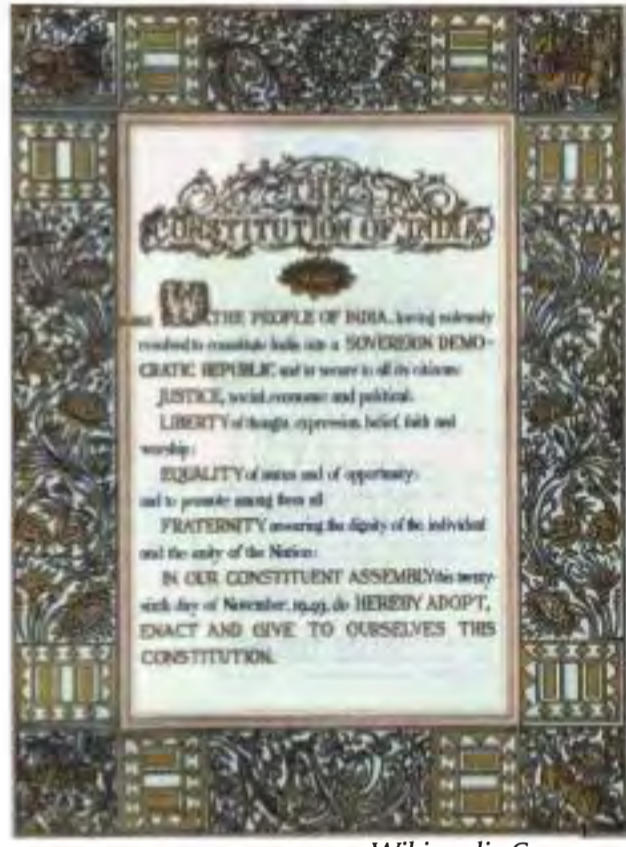 THE
CONSTITUTION OF INDIA
WE, THE PEOPLE OF INDIA, having solemnly
resolved to constitute India into a SOVEREIGN DEMO-
CRATIC REPUBLIC and to secure to all its citizens:
JUSTICE, social, economic and political;
LIBERTY of thought, expression, belief, faith and
worship;
EQUALITY of status and of opportunity;
and to promote among them all
FRATERNITY assuring the dignity of the individual
and the unity of the Nation;
IN OUR CONSTITUENT ASSEMBLY this twenty-
sixth day of November, 1949, do HEREBY ADOPT,
ENACT AND GIVE TO OURSELVES THIS
CONSTITUTION.